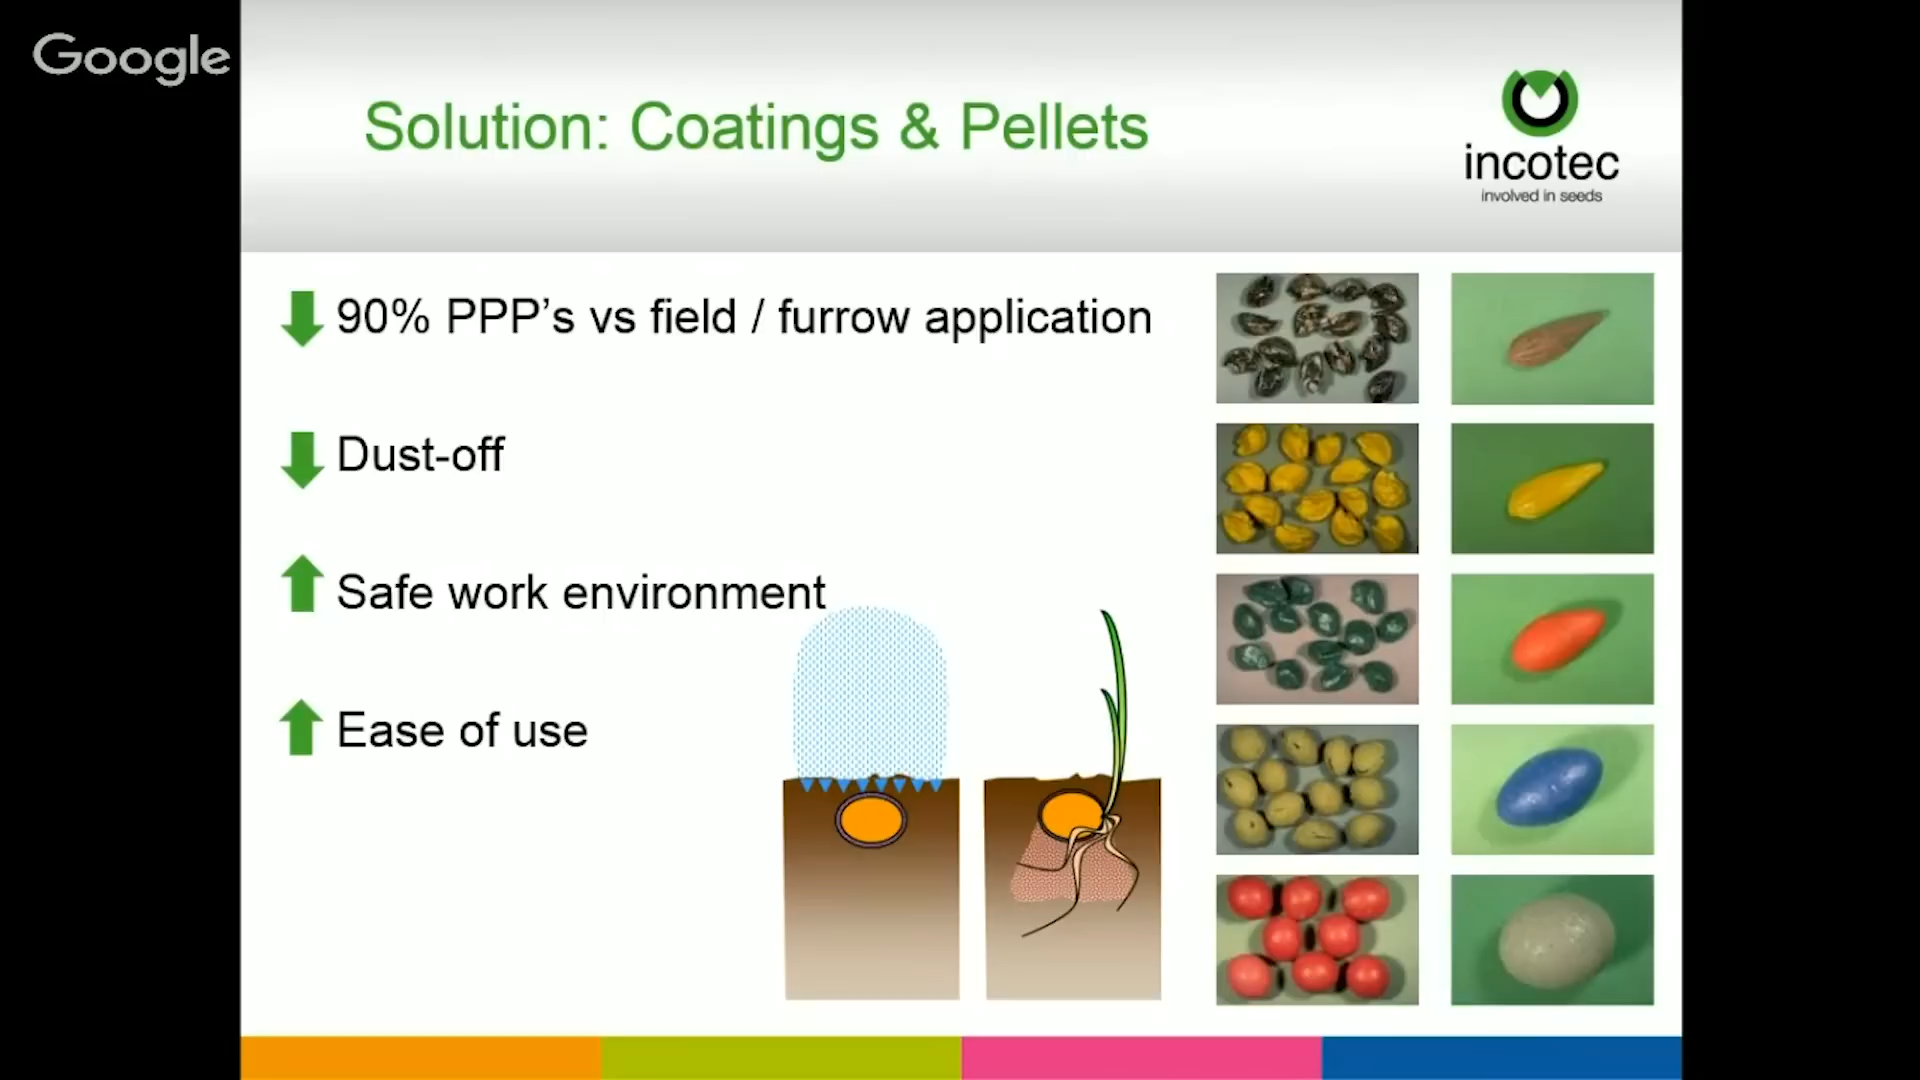 Google
Solution: Coatings & Pellets
incotec
involved in seeds
90% PPP's vs field / furrow application
Dust-off
Safe work environment
Ease of use